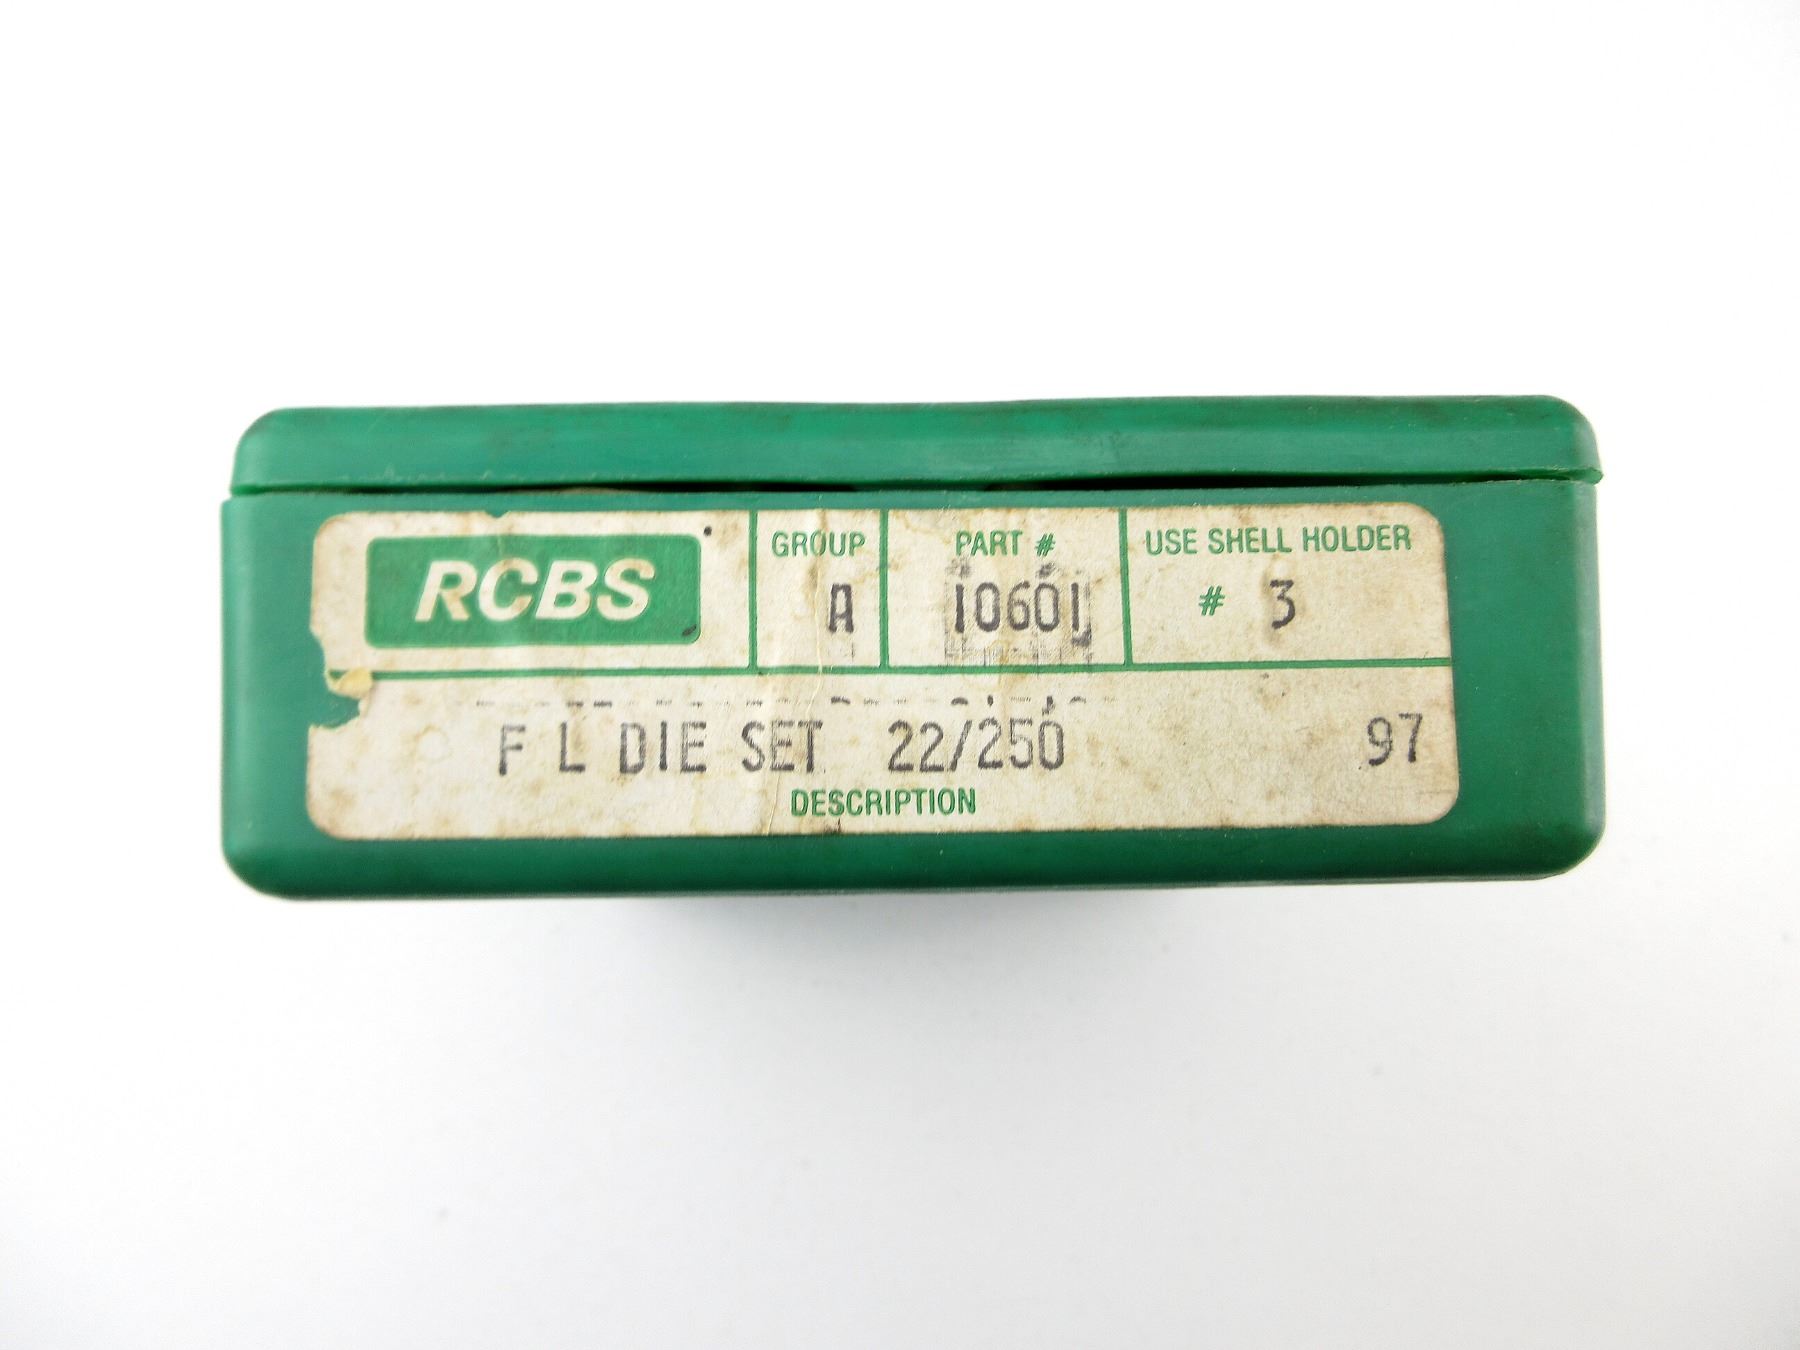 RCBS GROUP PART # USE SHELL HOLDER
A 10601 # 3
F L DIE SET 22/250 97
DESCRIPTION